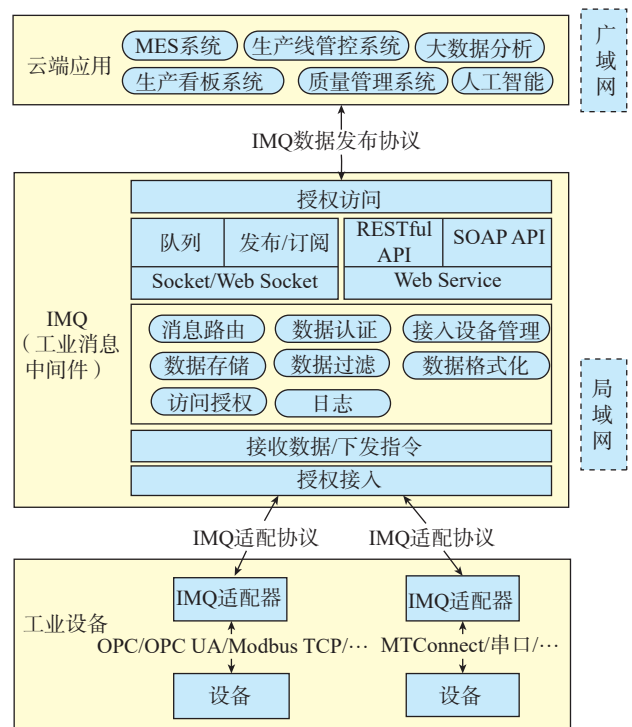 云端应用
MES系统
生产线管控系统
大数据分析
生产看板系统
质量管理系统
人工智能
广域网
IMQ数据发布协议
IMQ
（工业消息
中间件）
授权访问
队列
发布/订阅
RESTful
API
SOAP API
Socket/Web Socket
Web Service
消息路由
数据认证
接入设备管理
数据存储
数据过滤
数据格式化
访问授权
日志
接收数据/下发指令
授权接入
局域网
IMQ适配协议
IMQ适配协议
工业设备
IMQ适配器
IMQ适配器
OPC/OPC UA/Modbus TCP/…
MTConnect/串口/…
设备
设备